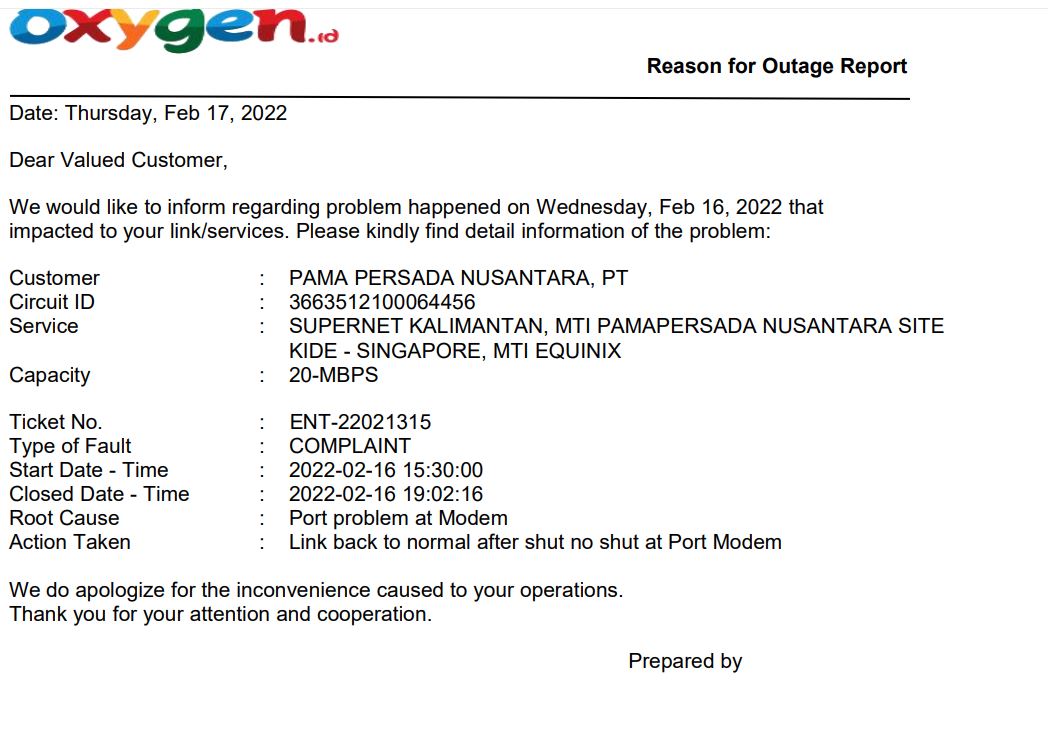 oxygen.id
Reason for Outage Report
Date: Thursday, Feb 17, 2022
Dear Valued Customer,
We would like to inform regarding problem happened on Wednesday, Feb 16, 2022 that
impacted to your link/services. Please kindly find detail information of the problem:
Customer : PAMA PERSADA NUSANTARA, PT
Circuit ID : 3663512100064456
Service : SUPERNET KALIMANTAN, MTI PAMAPERSADA NUSANTARA SITE
KIDE - SINGAPORE, MTI EQUINIX
Capacity : 20-MBPS
Ticket No. : ENT-22021315
Type of Fault : COMPLAINT
Start Date - Time : 2022-02-16 15:30:00
Closed Date - Time : 2022-02-16 19:02:16
Root Cause : Port problem at Modem
Action Taken : Link back to normal after shut no shut at Port Modem
We do apologize for the inconvenience caused to your operations.
Thank you for your attention and cooperation.
Prepared by